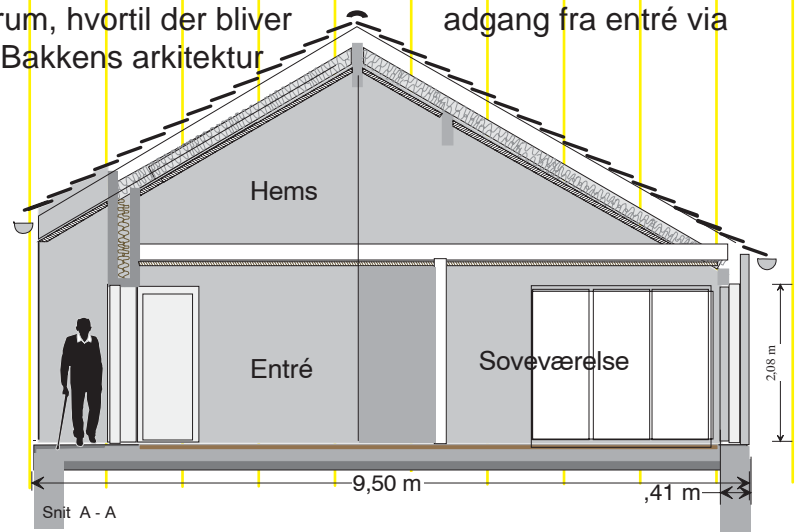 rum, hvortil der bliver adgang fra entré via
Bakkens arkitektur
Hems
Entré
Soveværelse
2,08 m
9,50 m
,41 m
Snit A - A